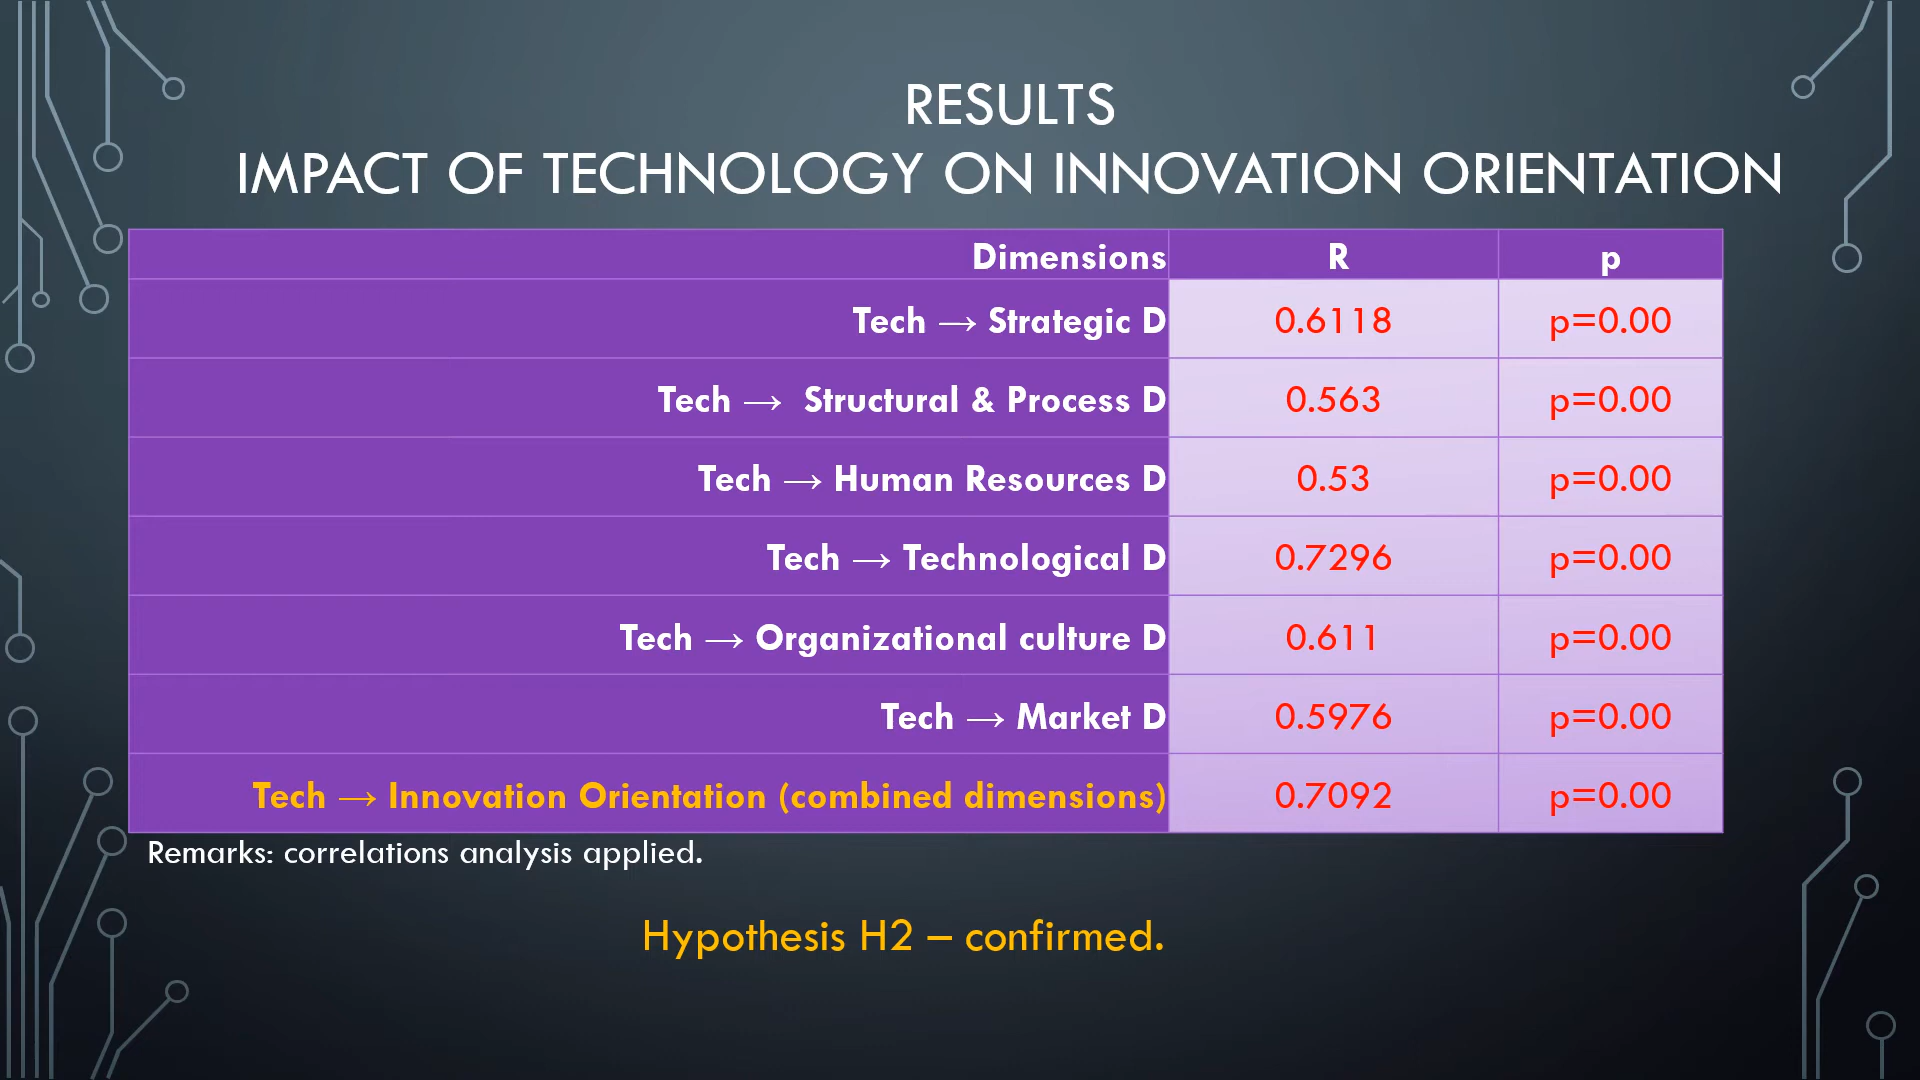 RESULTS
IMPACT OF TECHNOLOGY ON INNOVATION ORIENTATION
Dimensions R p
Tech → Strategic D 0.6118 p=0.00
Tech → Structural & Process D 0.563 p=0.00
Tech → Human Resources D 0.53 p=0.00
Tech → Technological D 0.7296 p=0.00
Tech → Organizational culture D 0.611 p=0.00
Tech → Market D 0.5976 p=0.00
Tech → Innovation Orientation (combined dimensions) 0.7092 p=0.00
Remarks: correlations analysis applied.
Hypothesis H2 – confirmed.